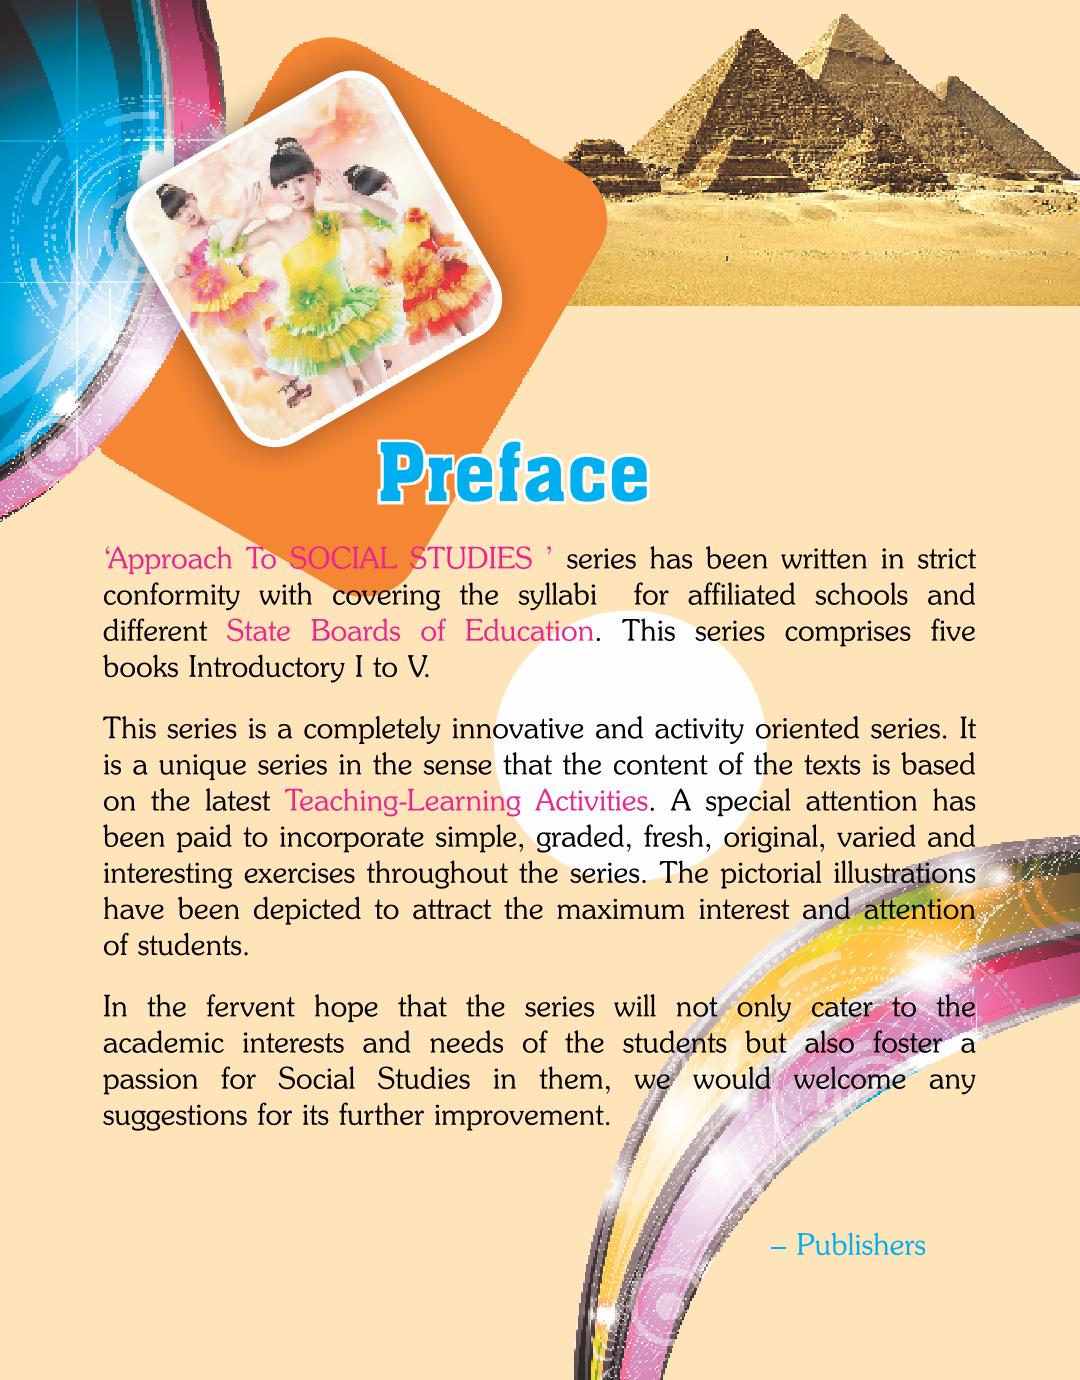 Preface
‘Approach To SOCIAL STUDIES ’ series has been written in strict
conformity with covering the syllabi for affiliated schools and
different State Boards of Education. This series comprises five
books Introductory I to V.
This series is a completely innovative and activity oriented series. It
is a unique series in the sense that the content of the texts is based
on the latest Teaching-Learning Activities. A special attention has
been paid to incorporate simple, graded, fresh, original, varied and
interesting exercises throughout the series. The pictorial illustrations
have been depicted to attract the maximum interest and attention
of students.
In the fervent hope that the series will not only cater to the
academic interests and needs of the students but also foster a
passion for Social Studies in them, we would welcome any
suggestions for its further improvement.
– Publishers